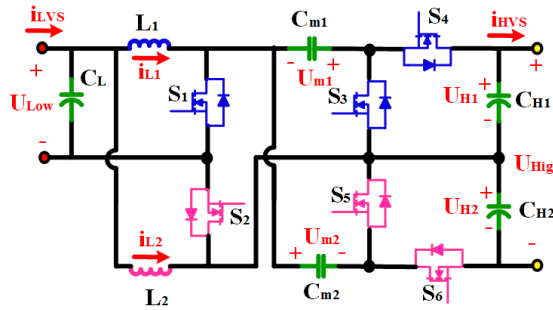 iLVS
L1
Cm1
S4
iHVS
+
CL
iL1
-
Um1
+
+
ULow
S1
S3
UH1
CH1
-
-
UHig
S2
S5
UH2
+
CH2
iL2
+
Um2
-
-
-
L2
Cm2
S6